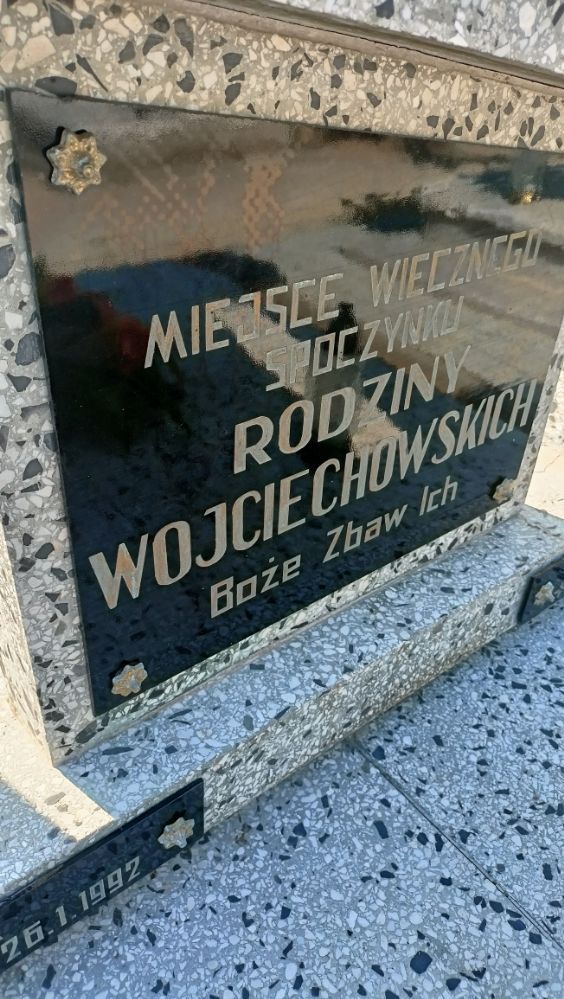 MIEJSCE WIECZNEGO
SPOCZYNKU
RODZINY
WOJCIECHOWSKICH
Boże Zbaw Ich
26.1.1992